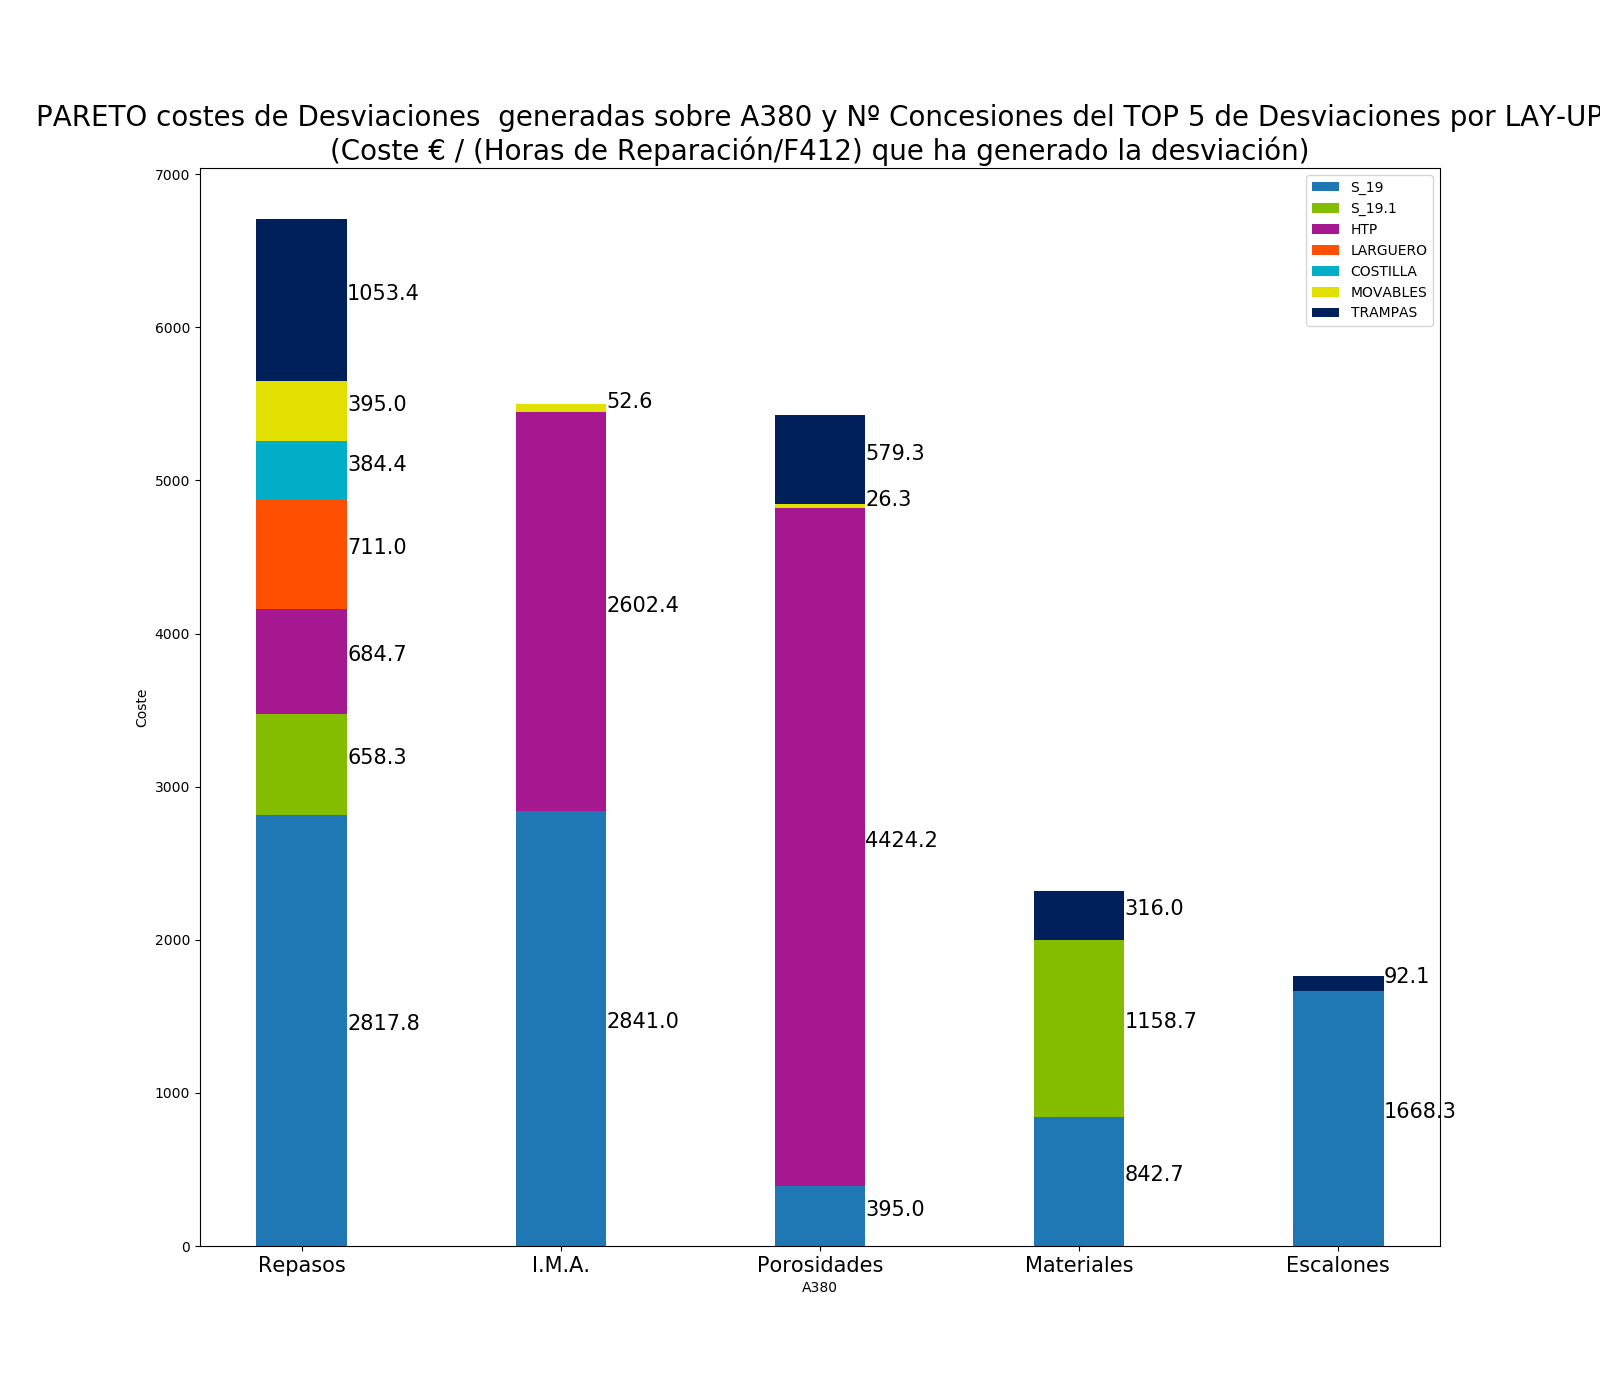 PARETO costes de Desviaciones  generadas sobre A380 y Nº Concesiones del TOP 5 de Desviaciones por LAY-UP
(Coste € / (Horas de Reparación/F412) que ha generado la desviación)
7000
6000
5000
4000
3000
2000
1000
0
Coste
S_19
S_19.1
HTP
LARGUERO
COSTILLA
MOVABLES
TRAMPAS
1053.4
395.0
384.4
711.0
684.7
658.3
2817.8
52.6
2602.4
2841.0
579.3
26.3
4424.2
395.0
316.0
1158.7
842.7
92.1
1668.3
Repasos
I.M.A.
Porosidades
Materiales
Escalones
A380